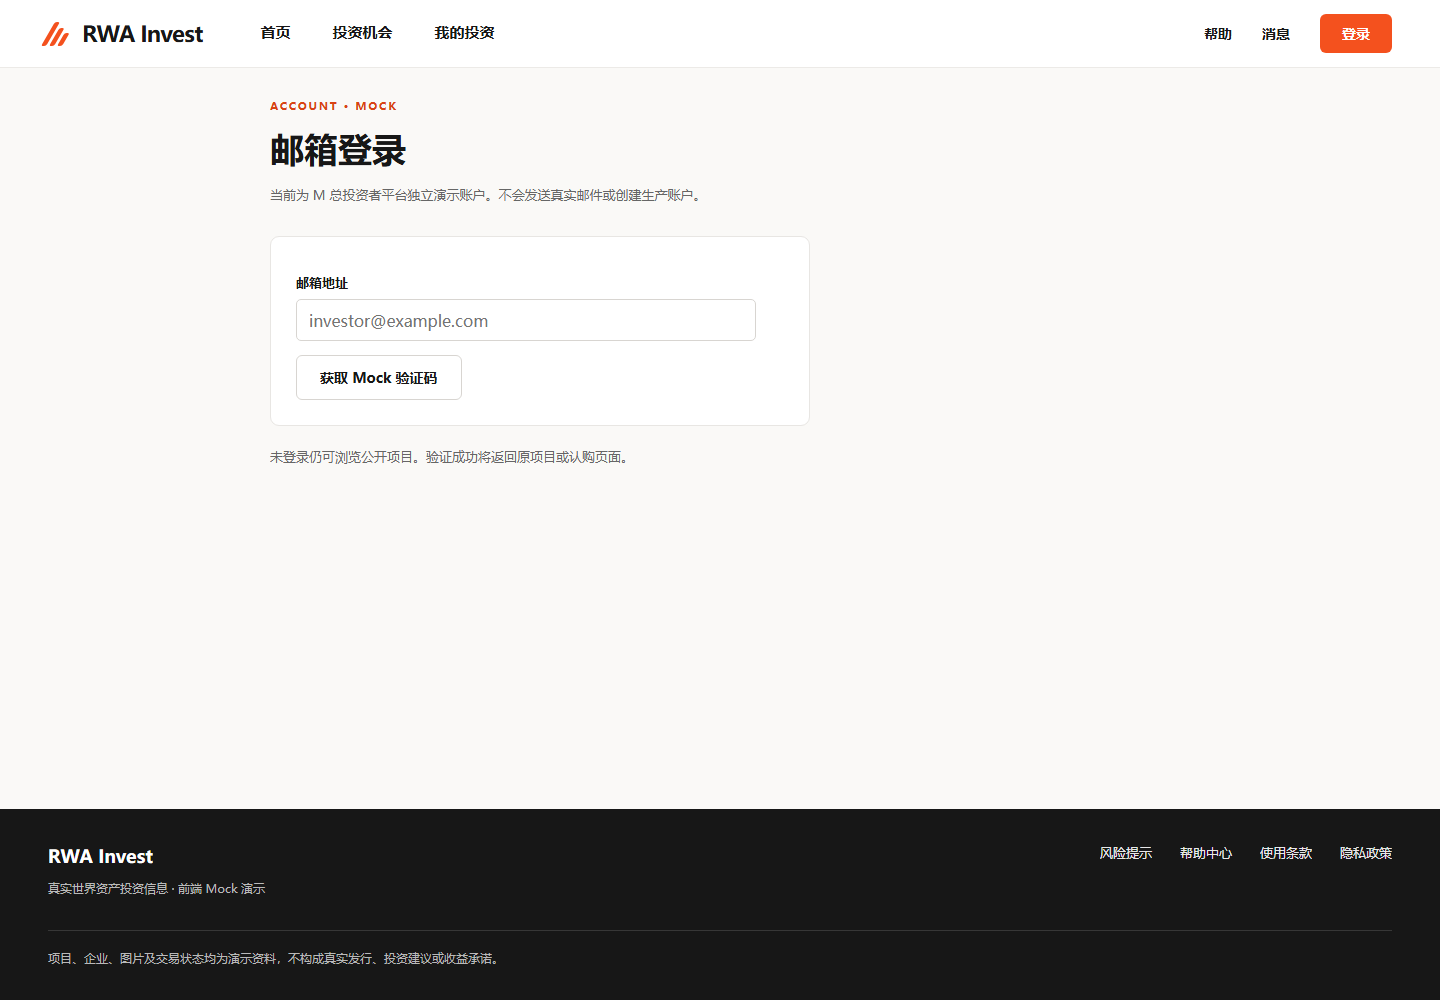 RWA Invest 首页 投资机会 我的投资 帮助 消息 登录
ACCOUNT • MOCK
邮箱登录
当前为 M 总投资者平台独立演示账户。不会发送真实邮件或创建生产账户。
邮箱地址
investor@example.com
获取 Mock 验证码
未登录仍可浏览公开项目。验证成功将返回原项目或认购页面。
RWA Invest 风险提示 帮助中心 使用条款 隐私政策
真实世界资产投资信息 · 前端 Mock 演示
项目、企业、图片及交易状态均为演示资料，不构成真实发行、投资建议或收益承诺。